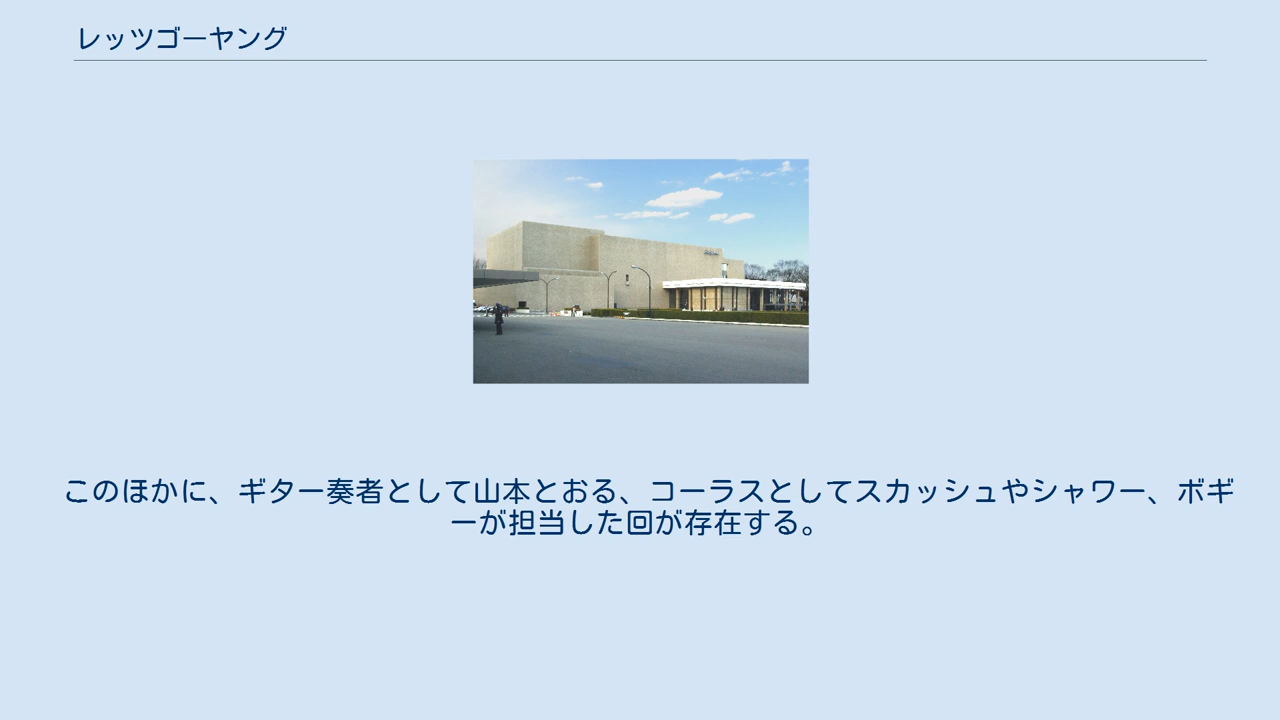 レッツゴーヤング
このほかに、ギター奏者として山本とおる、コーラスとしてスカッシュやシャワー、ボギ
ーが担当した回が存在する。